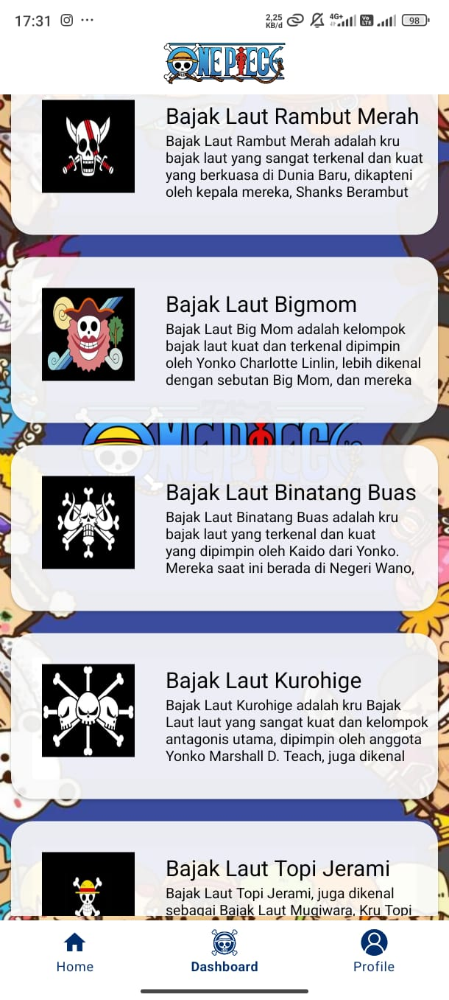 17:31
2,25
KB/d
4G+
Vo
LTE
98
ONE PIECE
Bajak Laut Rambut Merah
Bajak Laut Rambut Merah adalah kru
bajak laut yang sangat terkenal dan kuat
yang berkuasa di Dunia Baru, dikapteni
oleh kepala mereka, Shanks Berambut
Bajak Laut Bigmom
Bajak Laut Big Mom adalah kelompok
bajak laut kuat dan terkenal dipimpin
oleh Yonko Charlotte Linlin, lebih dikenal
dengan sebutan Big Mom, dan mereka
ワンピース
ONE PIECE
Bajak Laut Binatang Buas
Bajak Laut Binatang Buas adalah kru
bajak laut yang terkenal dan kuat
yang dipimpin oleh Kaido dari Yonko.
Mereka saat ini berada di Negeri Wano,
Bajak Laut Kurohige
Bajak Laut Kurohige adalah kru Bajak
Laut laut yang sangat kuat dan kelompok
antagonis utama, dipimpin oleh anggota
Yonko Marshall D. Teach, juga dikenal
Bajak Laut Topi Jerami
Bajak Laut Topi Jerami, juga dikenal
sebagai Bajak Laut Mugiwara, Kru Topi
Home
Dashboard
Profile